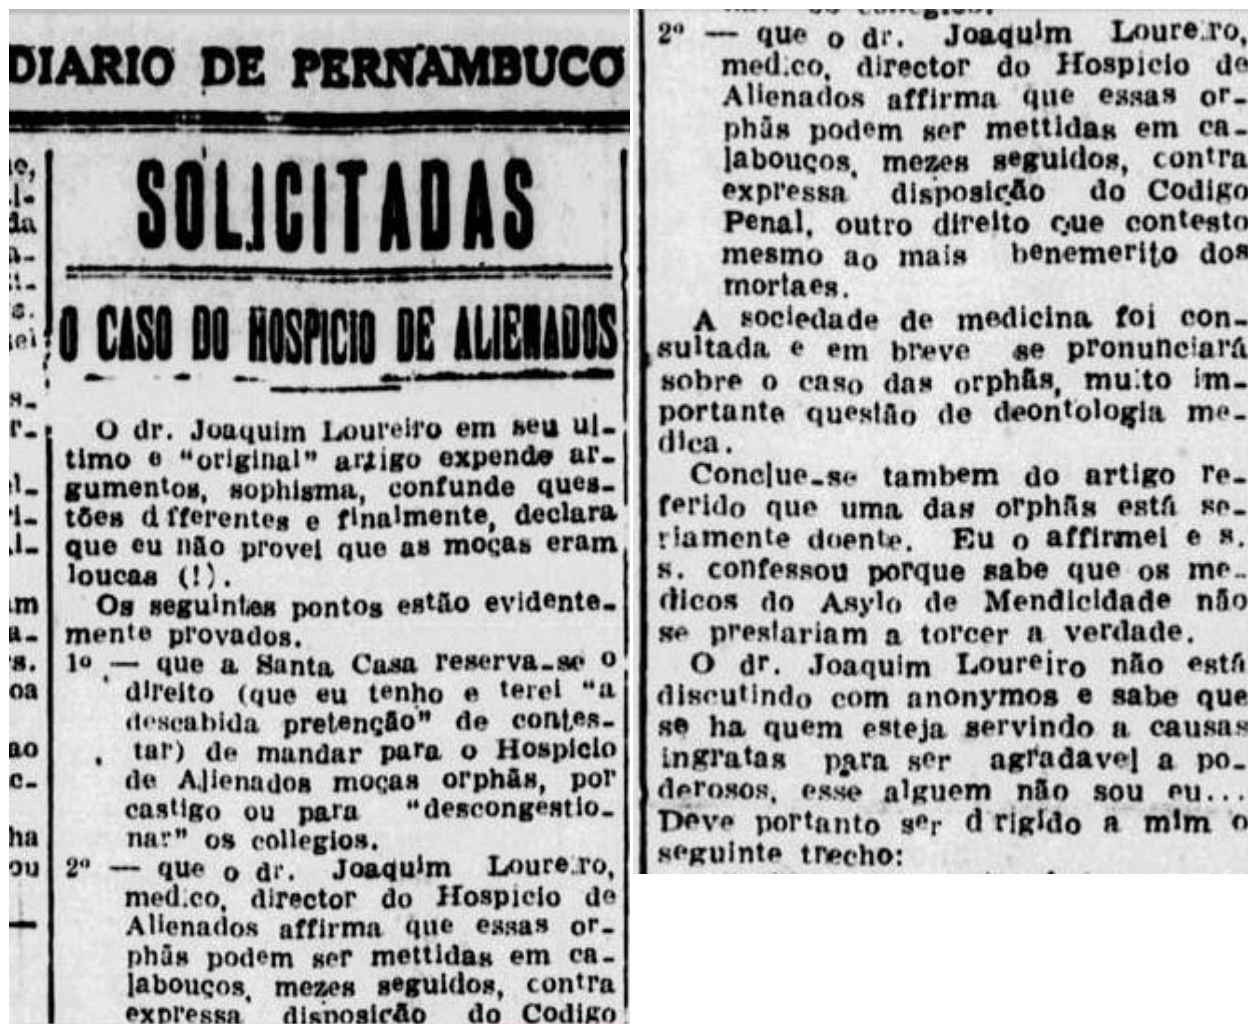 DIARIO DE PERNAMBUCO
SOLICITADAS
O CASO DO HOSPICIO DE ALIENADOS
O dr. Joaquim Loureiro em seu ul-
timo e "original" artigo expende ar-
gumentos, sophisma, confunde ques-
tões d fferentes e finalmente, declara
que eu não provei que as moças eram
loucas (!).
Os seguintes pontos estão evidente-
mente provados.
1º — que a Santa Casa reserva-se o
direito (que eu tenho e terei "a
descabida pretenção" de contes-
tar) de mandar para o Hospicio
de Alienados moças orphãs, por
castigo ou para "descongestio-
nar" os collegios.
2º — que o dr. Joaquim Loure.ro,
med.co, director do Hospicio de
Alienados affirma que essas or-
phãs podem ser mettidas em ca-
labouços, mezes seguidos, contra
expressa disposição do Codigo
2º — que o dr. Joaquim Loure.ro,
med.co, director do Hospicio de
Alienados affirma que essas or-
phãs podem ser mettidas em ca-
labouços, mezes seguidos, contra
expressa disposição do Codigo
Penal, outro direito que contesto
mesmo ao mais benemerito dos
mortaes.
A sociedade de medicina foi con-
sultada e em breve se pronunciará
sobre o caso das orphãs, muito im-
portante questão de deontologia me-
dica.
Conclue-se tambem do artigo re-
ferido que uma das orphãs está se-
riamente doente. Eu o affirmei e s.
s. confessou porque sabe que os me-
dicos do Asylo de Mendicidade não
se prestariam a torcer a verdade.
O dr. Joaquim Loureiro não está
discutindo com anonymos e sabe que
se ha quem esteja servindo a causas
ingratas para ser agradavel a po-
derosos, esse alguem não sou eu...
Deve portanto ser d rigido a mim o
seguinte trecho: